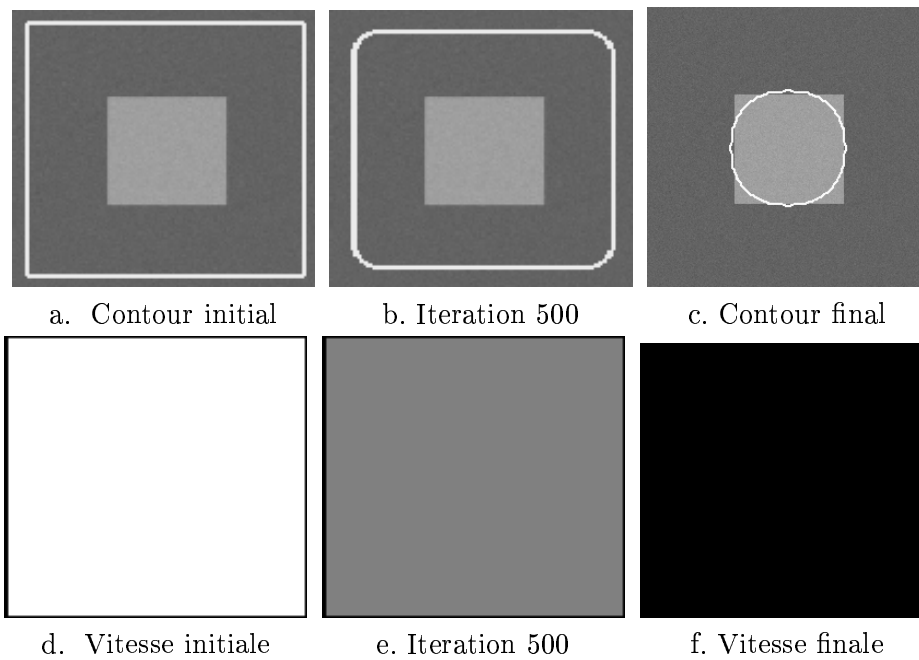 a. Contour initial
b. Iteration 500
c. Contour final
d. Vitesse initiale
e. Iteration 500
f. Vitesse finale